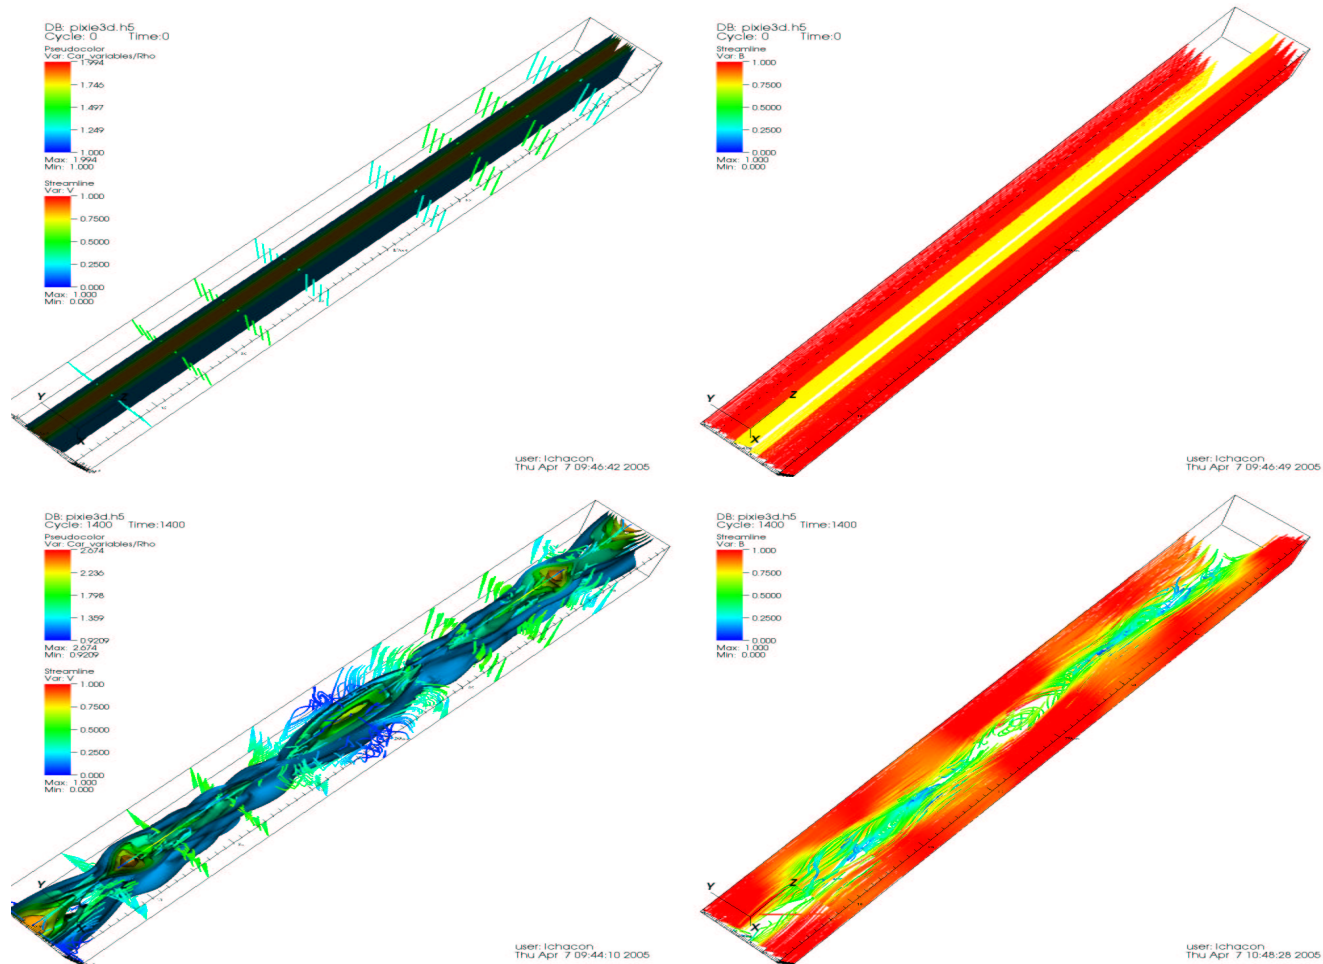 DB: pixie3d.h5
Cycle: 0 Time:0
Pseudocolor
Var: Car_variables/Rho
1.994
1.746
1.497
1.249
1.000
Max: 1.994
Min: 1.000
Streamline
Var: V
1.000
0.7500
0.5000
0.2500
0.000
Max: 1.000
Min: 0.000
Y
Z
X
user: lchacon
Thu Apr 7 09:46:42 2005
DB: pixie3d.h5
Cycle: 0 Time:0
Streamline
Var: B
1.000
0.7500
0.5000
0.2500
0.000
Max: 1.000
Min: 0.000
Y
Z
X
user: lchacon
Thu Apr 7 09:46:49 2005
DB: pixie3d.h5
Cycle: 1400 Time:1400
Pseudocolor
Var: Car_variables/Rho
2.674
2.236
1.798
1.359
0.9209
Max: 2.674
Min: 0.9209
Streamline
Var: V
1.000
0.7500
0.5000
0.2500
0.000
Max: 1.000
Min: 0.000
Y
user: lchacon
Thu Apr 7 09:44:10 2005
DB: pixie3d.h5
Cycle: 1400 Time:1400
Streamline
Var: B
1.000
0.7500
0.5000
0.2500
0.000
Max: 1.000
Min: 0.000
Y
Z
X
user: lchacon
Thu Apr 7 10:48:28 2005